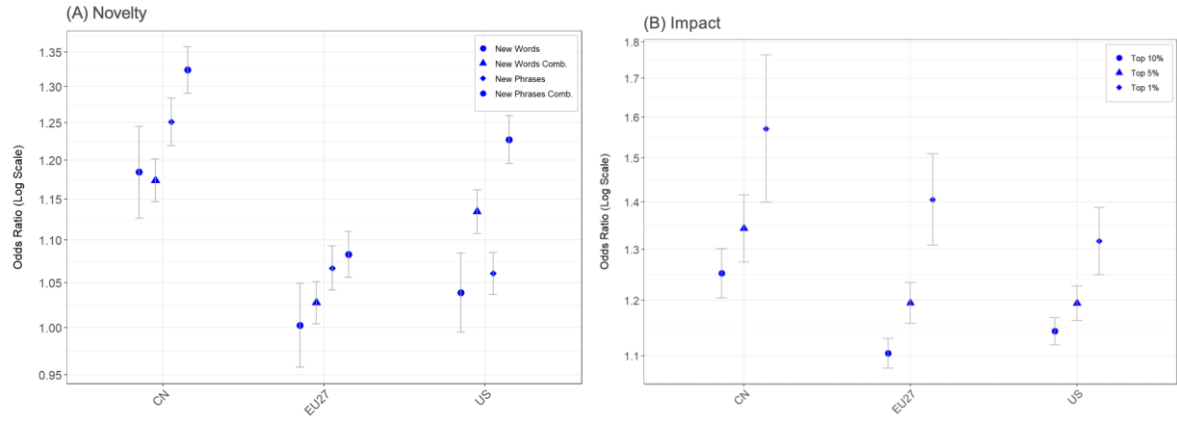 (A) Novelty
Odds Ratio (Log Scale)
1.35
1.30
1.25
1.20
1.15
1.10
1.05
1.00
0.95
New Words
New Words Comb.
New Phrases
New Phrases Comb.
CN
EU27
US
(B) Impact
Odds Ratio (Log Scale)
1.8
1.7
1.6
1.5
1.4
1.3
1.2
1.1
Top 10%
Top 5%
Top 1%
CN
EU27
US